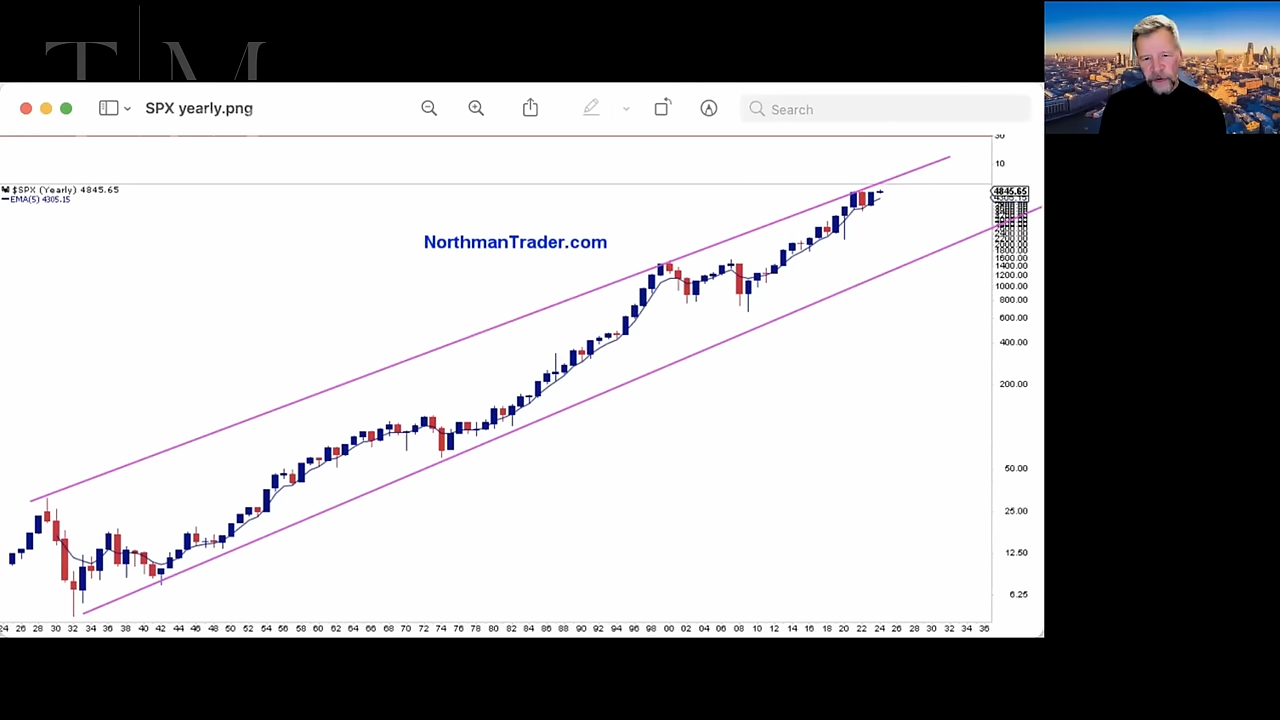 TM
SPX yearly.png
Search
30
10
$SPX (Yearly) 4845.65
EMA(5) 4305.15
NorthmanTrader.com
4845.65
4305.15
2000.00
1800.00
1600.00
1400.00
1200.00
1000.00
800.00
600.00
400.00
200.00
50.00
25.00
12.50
6.25
24 26 28 30 32 34 36 38 40 42 44 46 48 50 52 54 56 58 60 62 64 66 68 70 72 74 76 78 80 82 84 86 88 90 92 94 96 98 00 02 04 06 08 10 12 14 16 18 20 22 24 26 28 30 32 34 36